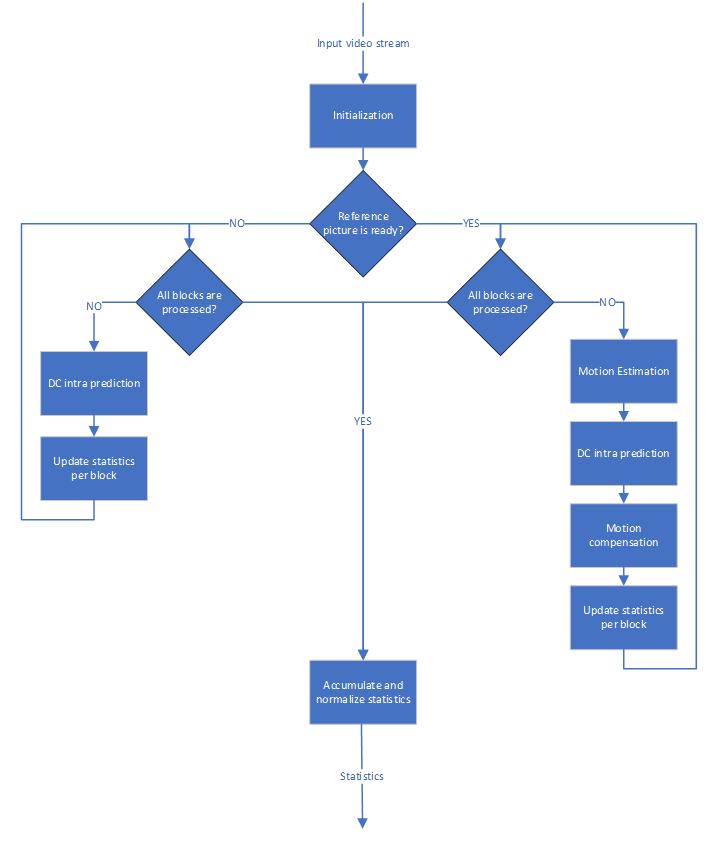 Input video stream
Initialization
Reference
picture is ready?
NO
YES
All blocks are
processed?
All blocks are
processed?
NO
NO
DC intra prediction
Motion Estimation
YES
Update statistics
per block
DC intra prediction
Motion
compensation
Update statistics
per block
Accumulate and
normalize statistics
Statistics